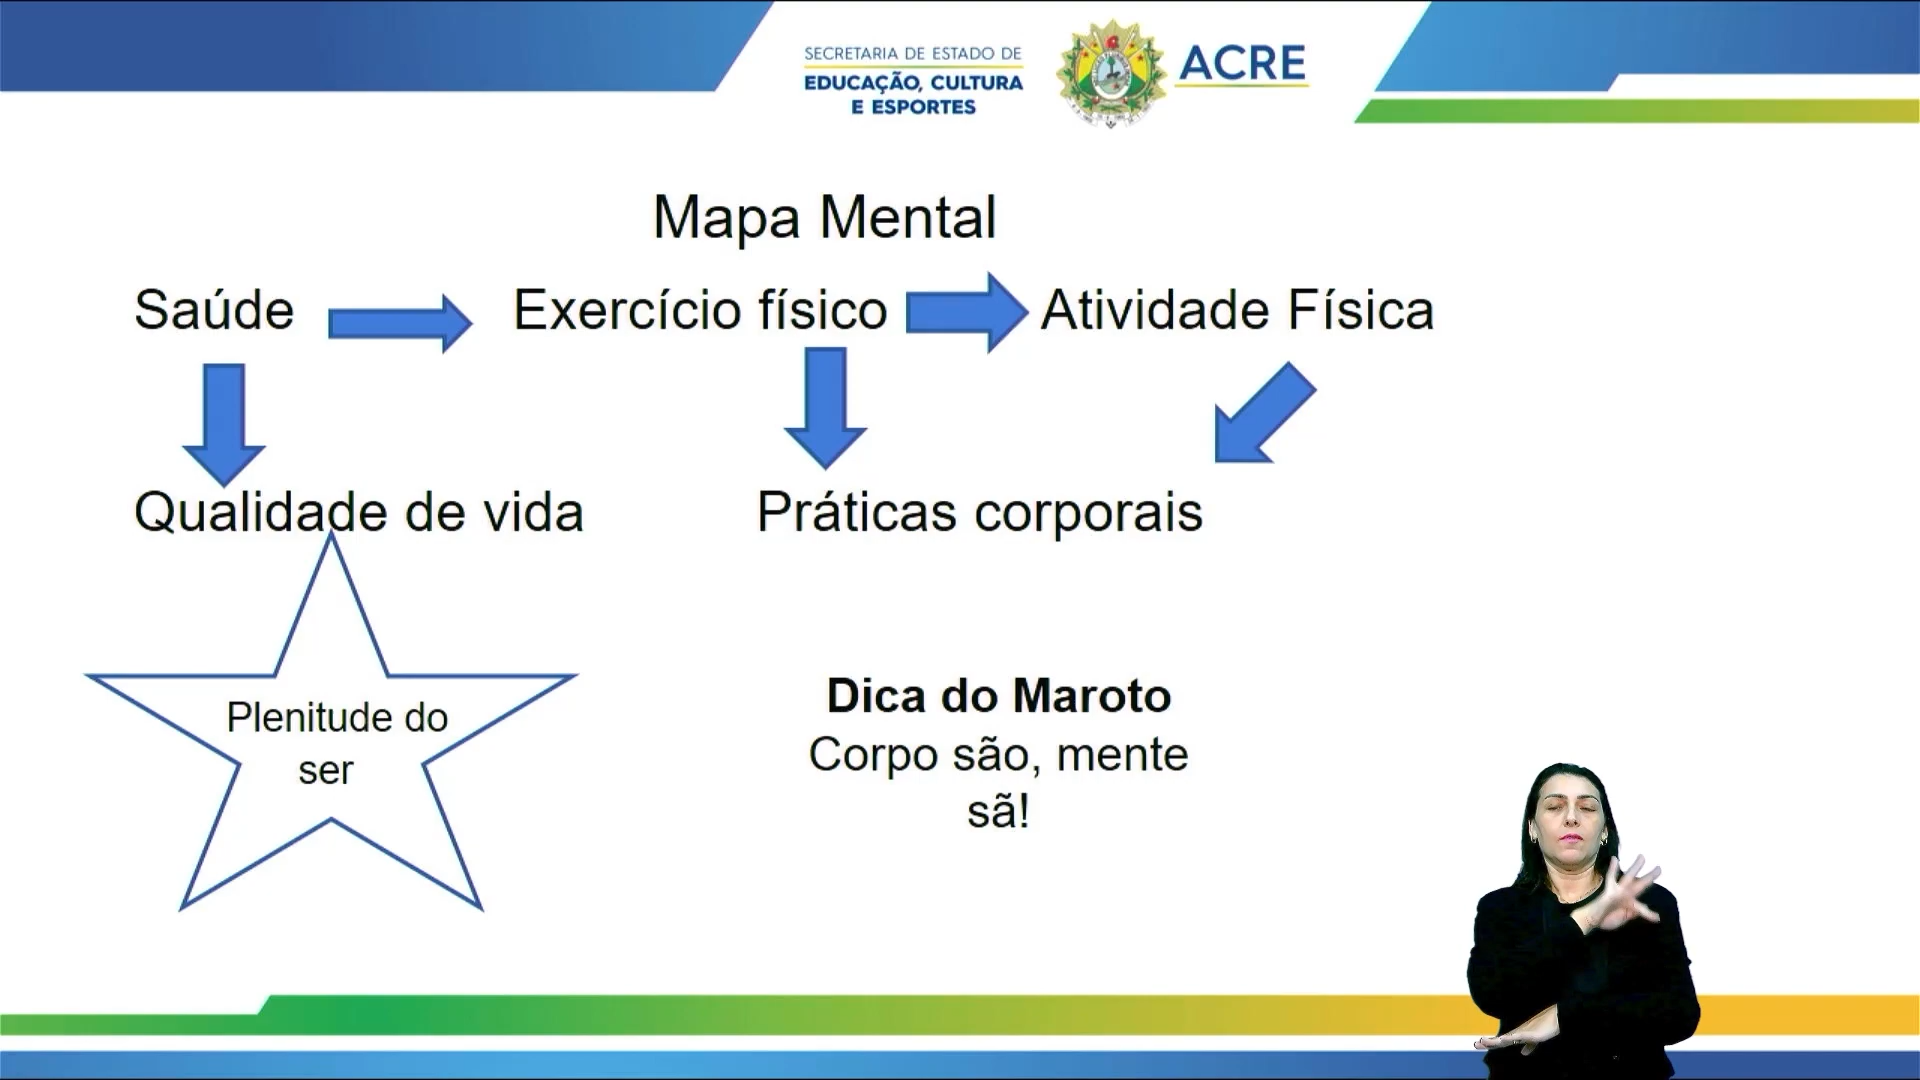 SECRETARIA DE ESTADO DE
EDUCAÇÃO, CULTURA
E ESPORTES
ACRE
Mapa Mental
Saúde
Exercício físico
Atividade Física
Qualidade de vida
Práticas corporais
Plenitude do
ser
Dica do Maroto
Corpo são, mente
sã!